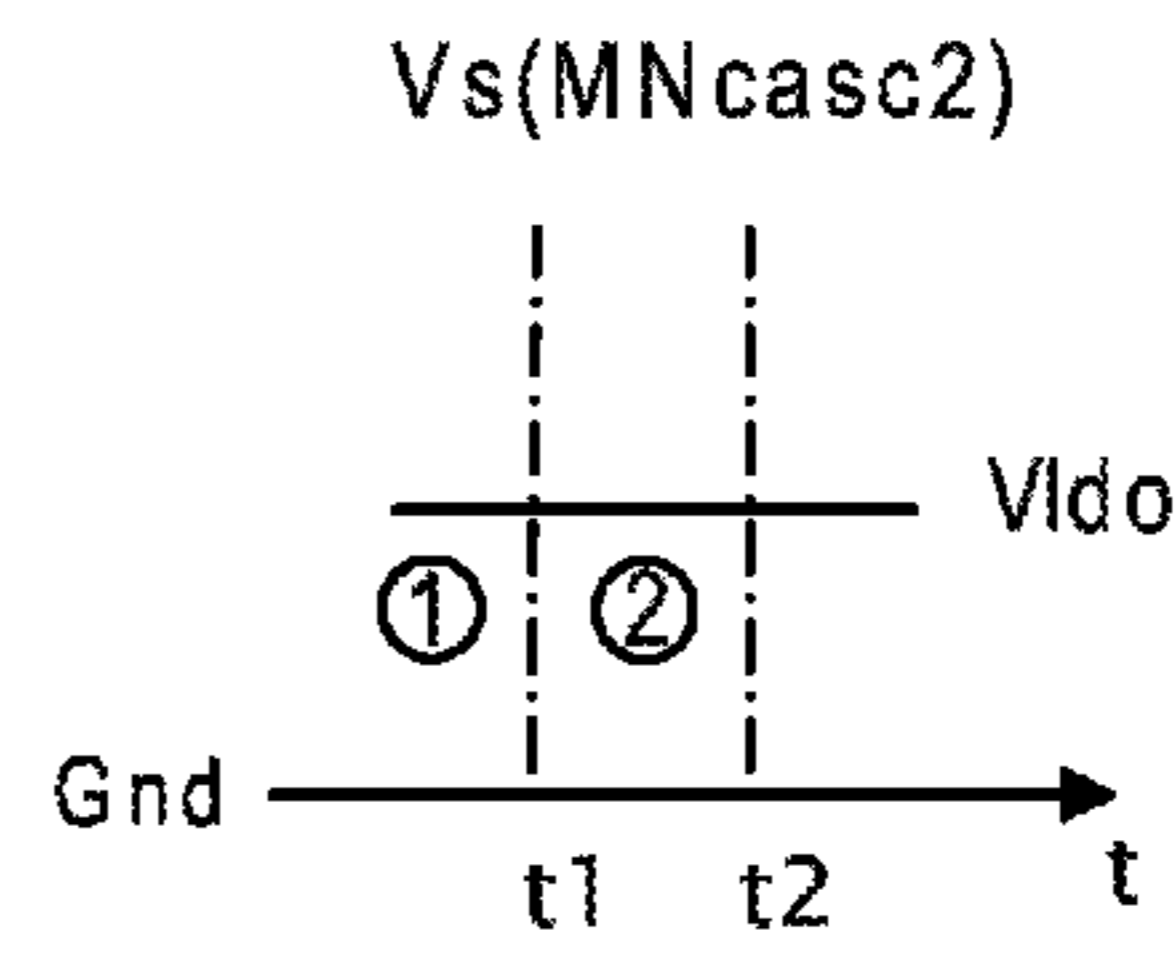 Vs(MNcasc2)
Vldo
① ②
Gnd
t
t1 t2